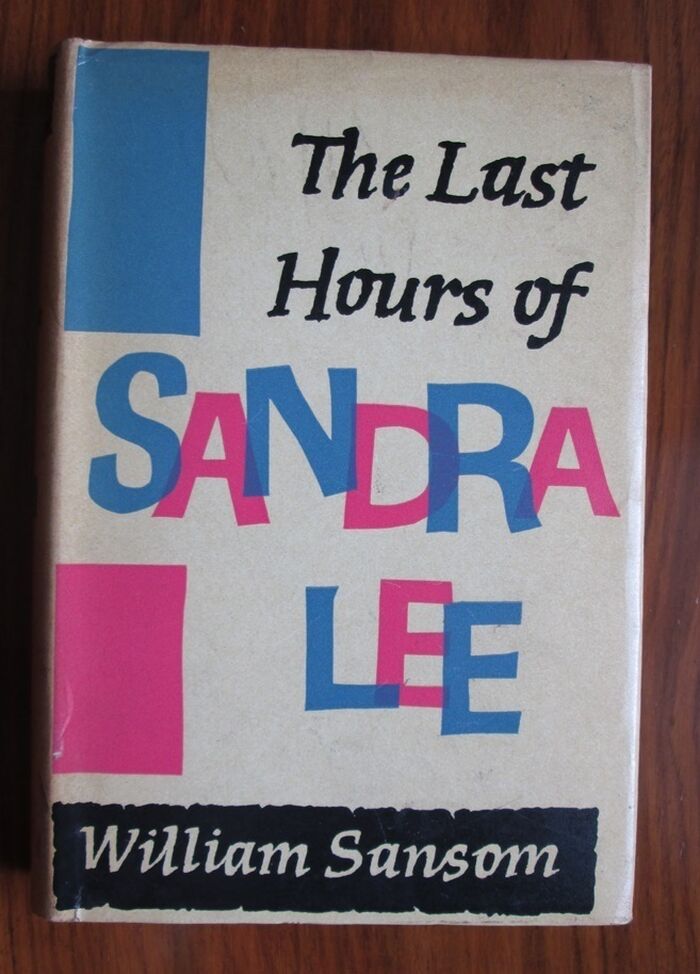 The Last
Hours of
SANDRA
LEE
William Sansom